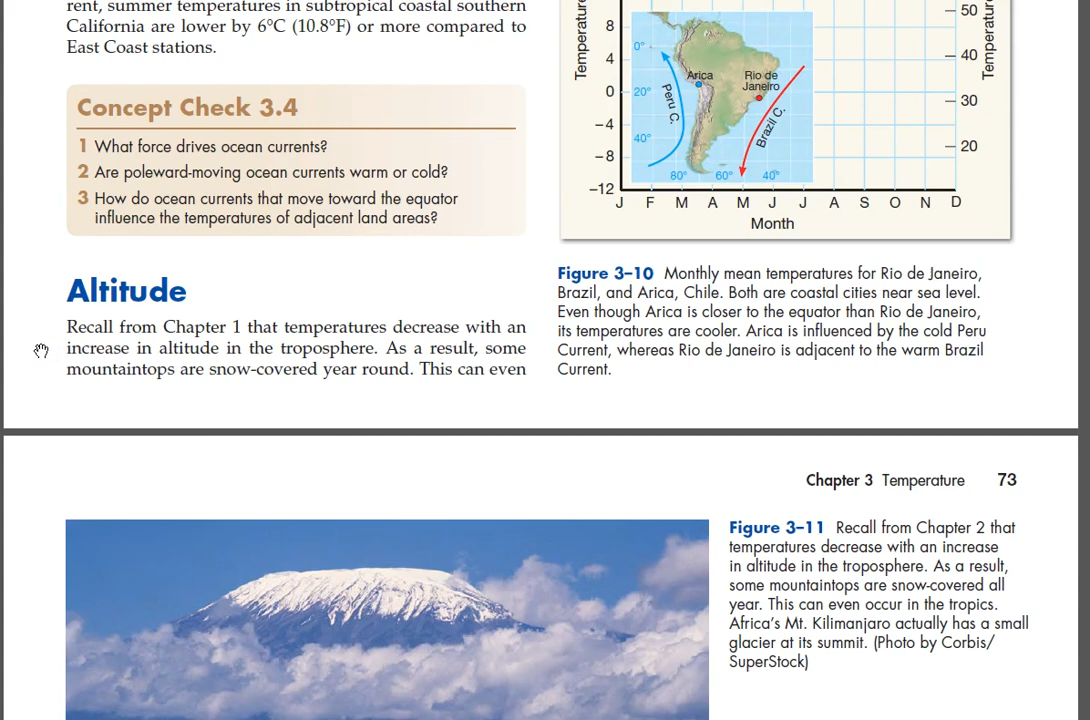 rent, summer temperatures in subtropical coastal southern
California are lower by 6°C (10.8°F) or more compared to
East Coast stations.
Concept Check 3.4
1 What force drives ocean currents?
2 Are poleward-moving ocean currents warm or cold?
3 How do ocean currents that move toward the equator
influence the temperatures of adjacent land areas?
Altitude
Recall from Chapter 1 that temperatures decrease with an
increase in altitude in the troposphere. As a result, some
mountaintops are snow-covered year round. This can even
Temperature
8
4
0
−4
−8
−12
50
40
30
20
Temperature
0°
20°
40°
Arica
Rio de
Janeiro
Peru C.
Brazil C.
80°
60°
40°
J F M A M J J A S O N D
Month
Figure 3–10 Monthly mean temperatures for Rio de Janeiro,
Brazil, and Arica, Chile. Both are coastal cities near sea level.
Even though Arica is closer to the equator than Rio de Janeiro,
its temperatures are cooler. Arica is influenced by the cold Peru
Current, whereas Rio de Janeiro is adjacent to the warm Brazil
Current.
Chapter 3 Temperature 73
Figure 3–11 Recall from Chapter 2 that
temperatures decrease with an increase
in altitude in the troposphere. As a result,
some mountaintops are snow-covered all
year. This can even occur in the tropics.
Africa's Mt. Kilimanjaro actually has a small
glacier at its summit. (Photo by Corbis/
SuperStock)